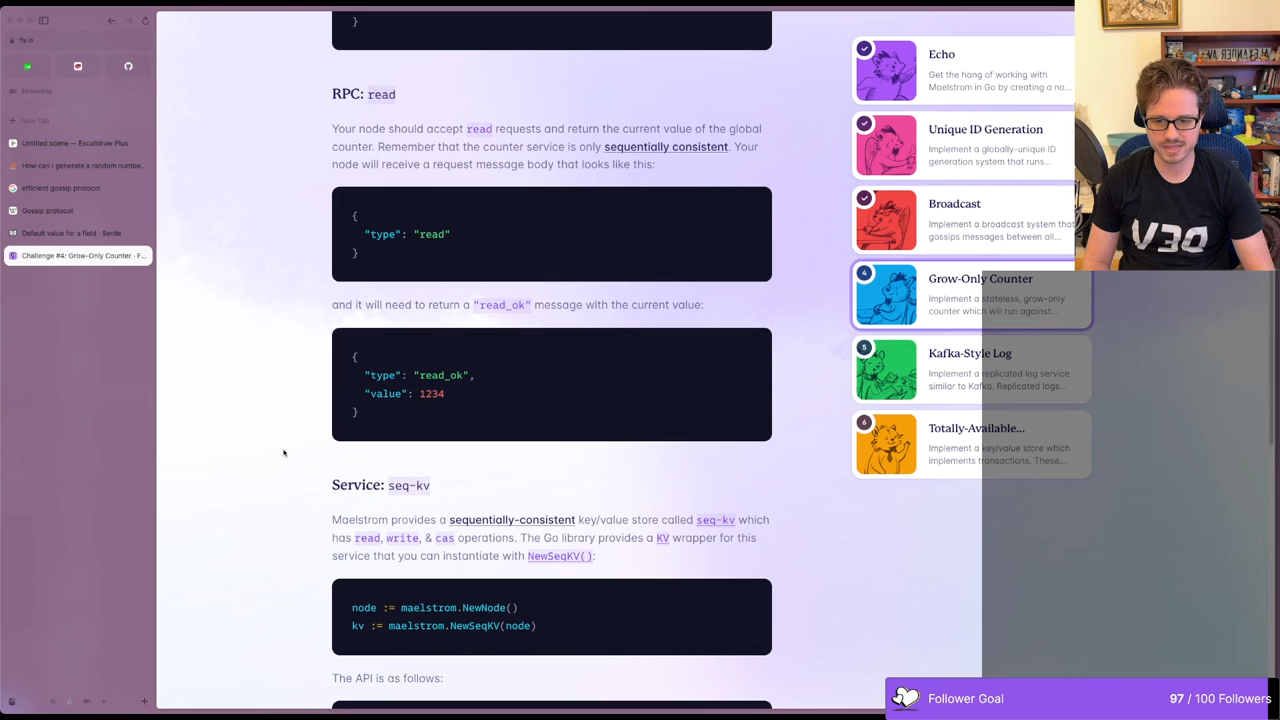 fly.io
Streaming
New Tab
Untitled scene — Excalidraw Plus
How can I generate a random numbe...
efficient gossip protocol
Gossip protocol
Default value for a field · Serde
Challenge #4: Grow-Only Counter · F...
}
RPC: read
Your node should accept read requests and return the current value of the global
counter. Remember that the counter service is only sequentially consistent. Your
node will receive a request message body that looks like this:
{
"type": "read"
}
and it will need to return a "read_ok" message with the current value:
{
"type": "read_ok",
"value": 1234
}
Service: seq-kv
Maelstrom provides a sequentially-consistent key/value store called seq-kv which
has read, write, & cas operations. The Go library provides a KV wrapper for this
service that you can instantiate with NewSeqKV():
node := maelstrom.NewNode()
kv := maelstrom.NewSeqKV(node)
The API is as follows:
Echo
Get the hang of working with
Maelstrom in Go by creating a no...
Unique ID Generation
Implement a globally-unique ID
generation system that runs...
Broadcast
Implement a broadcast system that
gossips messages between all...
4
Grow-Only Counter
Implement a stateless, grow-only
counter which will run against...
5
Kafka-Style Log
Implement a replicated log service
similar to Kafka. Replicated logs...
6
Totally-Available...
Implement a key/value store which
implements transactions. These...
Follower Goal
97 / 100 Followers